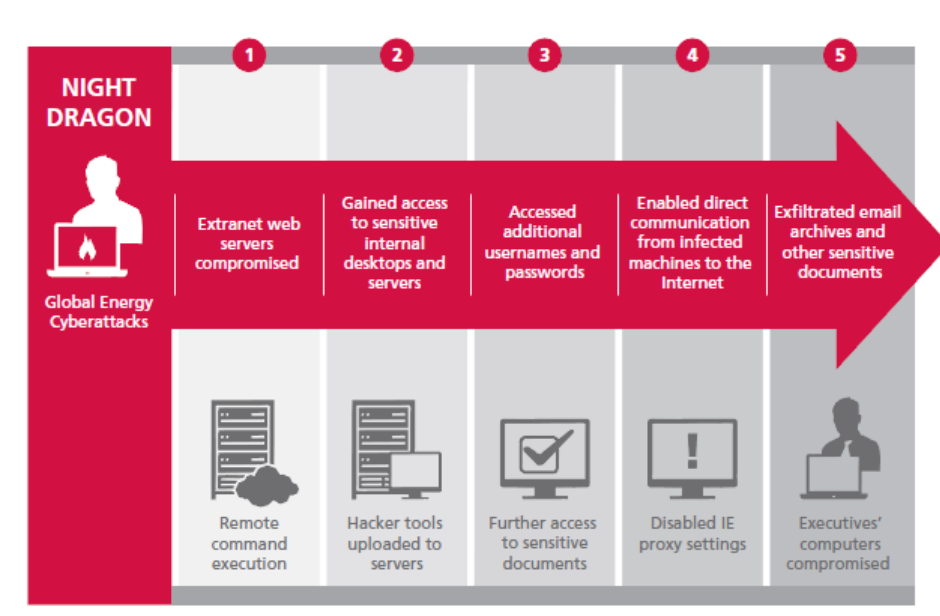 1
2
3
4
5
NIGHT
DRAGON
Global Energy
Cyberattacks
Extranet web
servers
compromised
Gained access
to sensitive
internal
desktops and
servers
Accessed
additional
usernames and
passwords
Enabled direct
communication
from infected
machines to the
Internet
Exfiltrated email
archives and
other sensitive
documents
Remote
command
execution
Hacker tools
uploaded to
servers
Further access
to sensitive
documents
!
Disabled IE
proxy settings
Executives'
computers
compromised